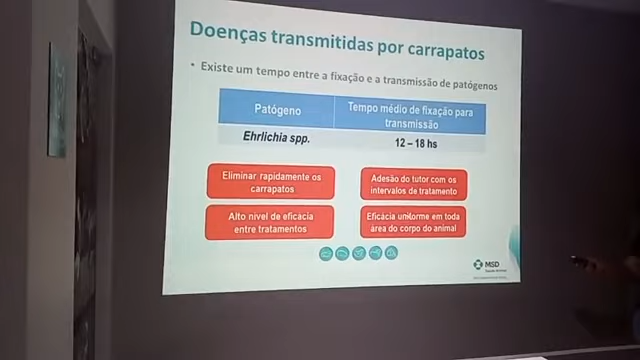 Doenças transmitidas por carrapatos
• Existe um tempo entre a fixação e a transmissão de patógenos
Patógeno
Tempo médio de fixação para
transmissão
Ehrlichia spp.
12 – 18 hs
Eliminar rapidamente os
carrapatos
Adesão do tutor com os
intervalos de tratamento
Alto nível de eficácia
entre tratamentos
Eficácia uniforme em toda
área do corpo do animal
MSD
Saúde Animal